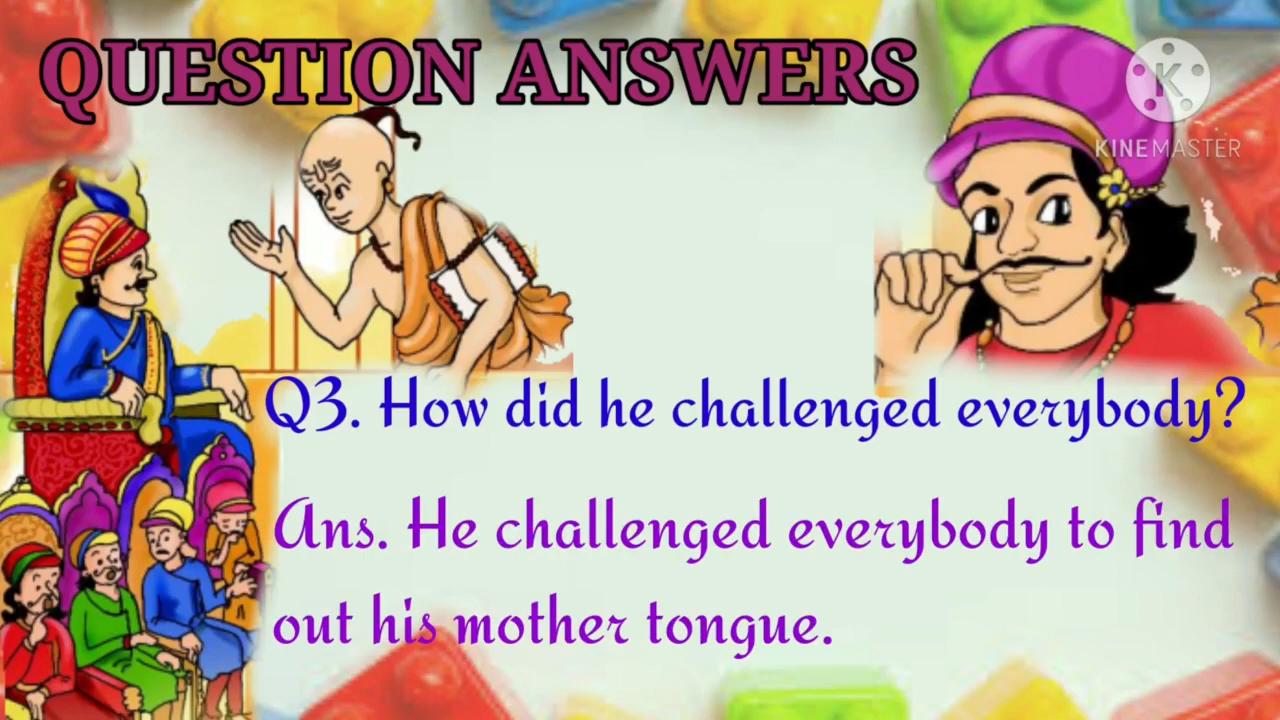 QUESTION ANSWERS
K
KINEMASTER
Q3. How did he challenged everybody?
Ans. He challenged everybody to find
out his mother tongue.